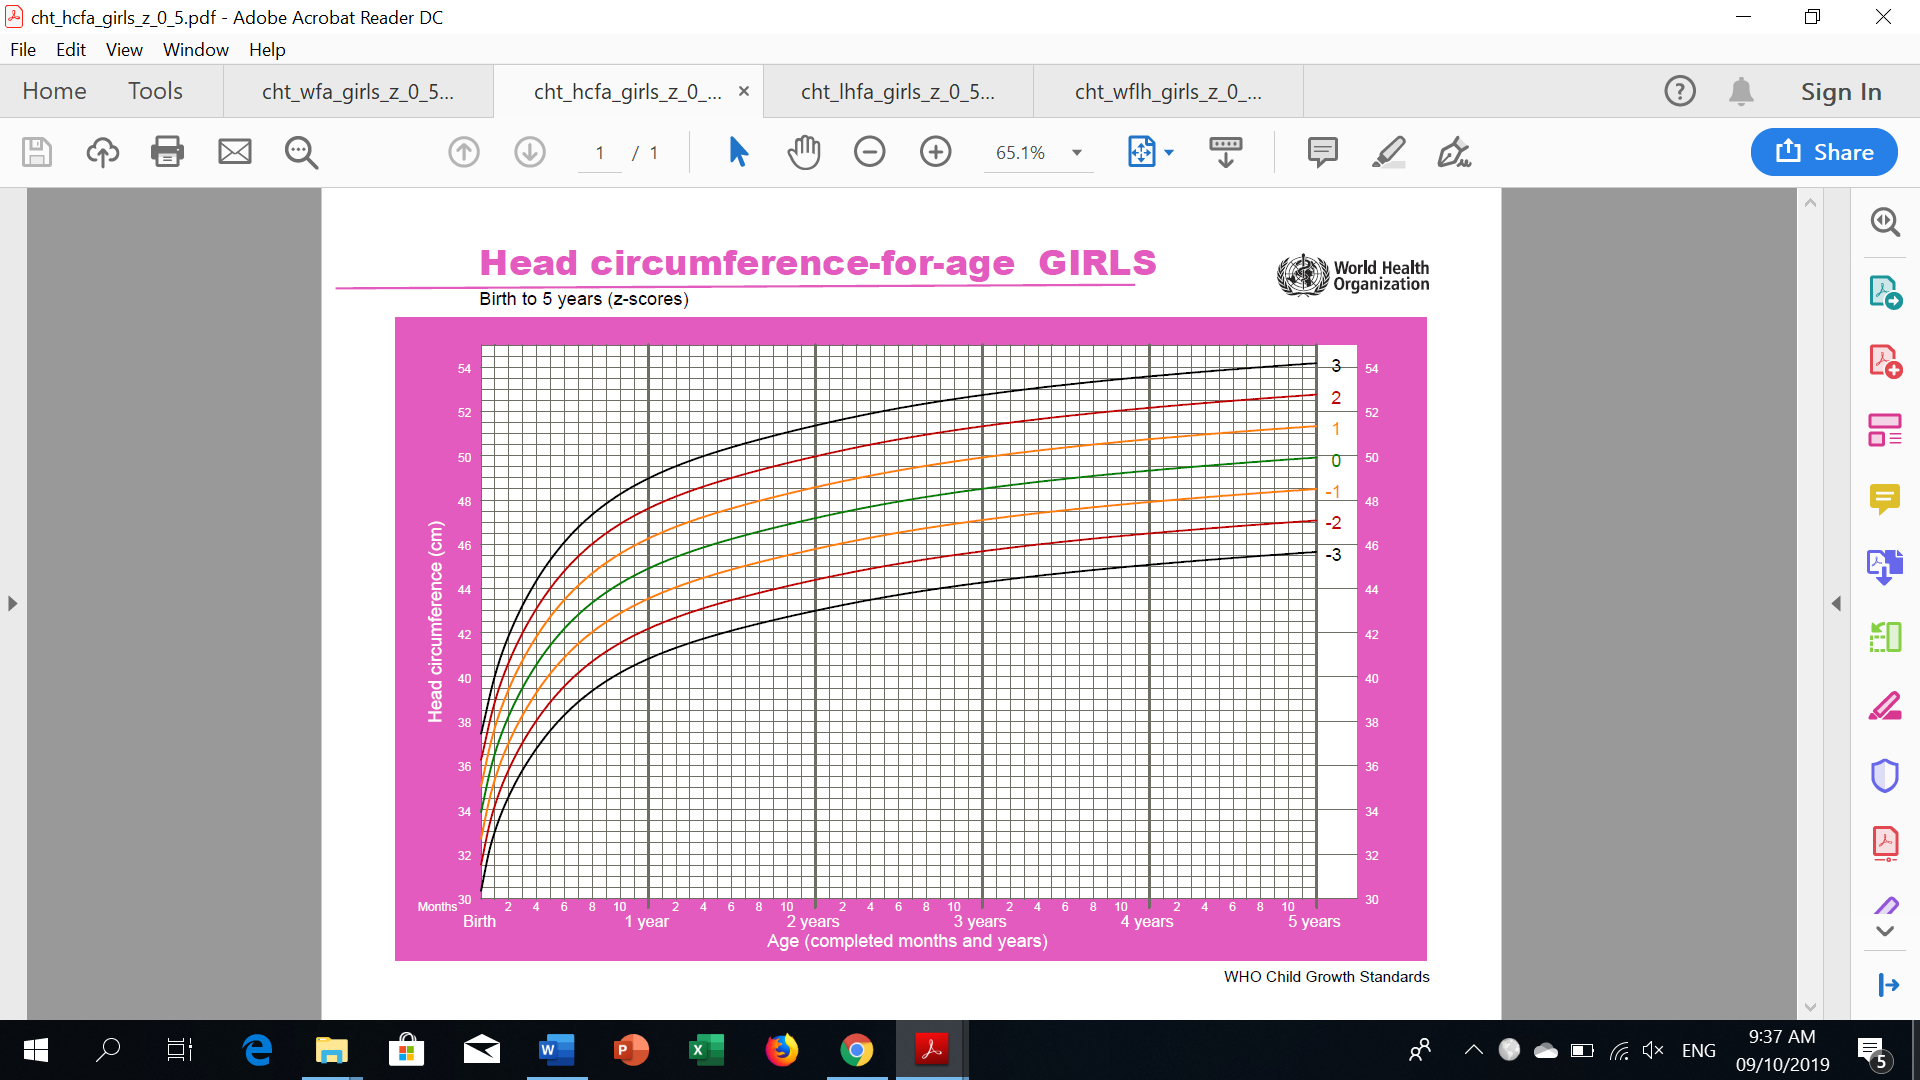 cht_hcfa_girls_z_0_5.pdf - Adobe Acrobat Reader DC
File Edit View Window Help
Home Tools cht_wfa_girls_z_0_5... cht_hcfa_girls_z_0_... × cht_lhfa_girls_z_0_5... cht_wflh_girls_z_0_... Sign In
1 / 1 65.1% Share
Head circumference-for-age GIRLS
Birth to 5 years (z-scores)
World Health
Organization
Head circumference (cm)
54 3 54
52 2 52
1
50 0 50
48 -1 48
46 -2 46
-3
44 44
42 42
40 40
38 38
36 36
34 34
32 32
30 30
Months 2 4 6 8 10 2 4 6 8 10 2 4 6 8 10 2 4 6 8 10 2 4 6 8 10
Birth 1 year 2 years 3 years 4 years 5 years
Age (completed months and years)
WHO Child Growth Standards
ENG
9:37 AM
09/10/2019
5